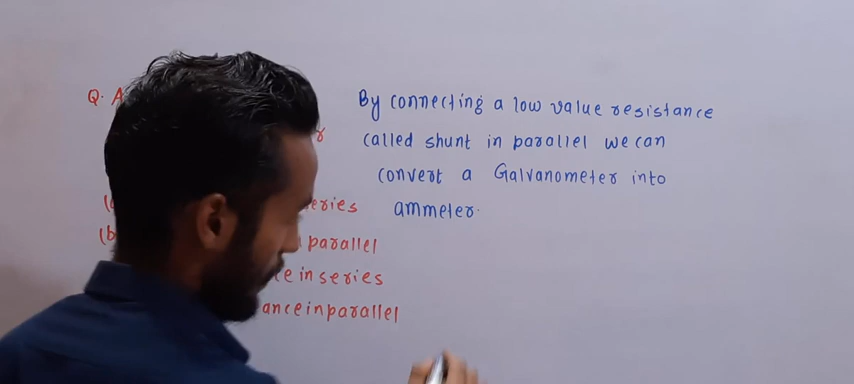 Q. A
By connecting a low value resistance
called shunt in parallel we can
convert a Galvanometer into
ammeter.
eries
(b parallel
ce in series
ance in parallel